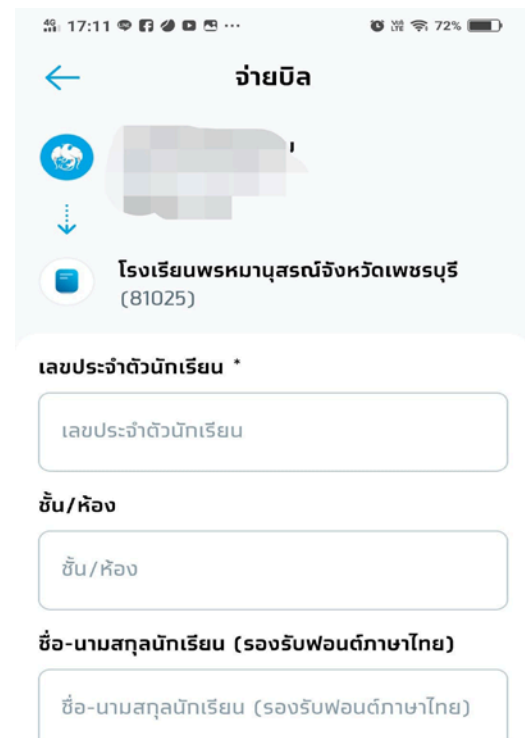 4G 17:11 ... Vo) LTE 72%
จ่ายบิล
โรงเรียนพรหมานุสรณ์จังหวัดเพชรบุรี
(81025)
เลขประจำตัวนักเรียน *
เลขประจำตัวนักเรียน
ชั้น/ห้อง
ชั้น/ห้อง
ชื่อ-นามสกุลนักเรียน (รองรับฟอนต์ภาษาไทย)
ชื่อ-นามสกุลนักเรียน (รองรับฟอนต์ภาษาไทย)